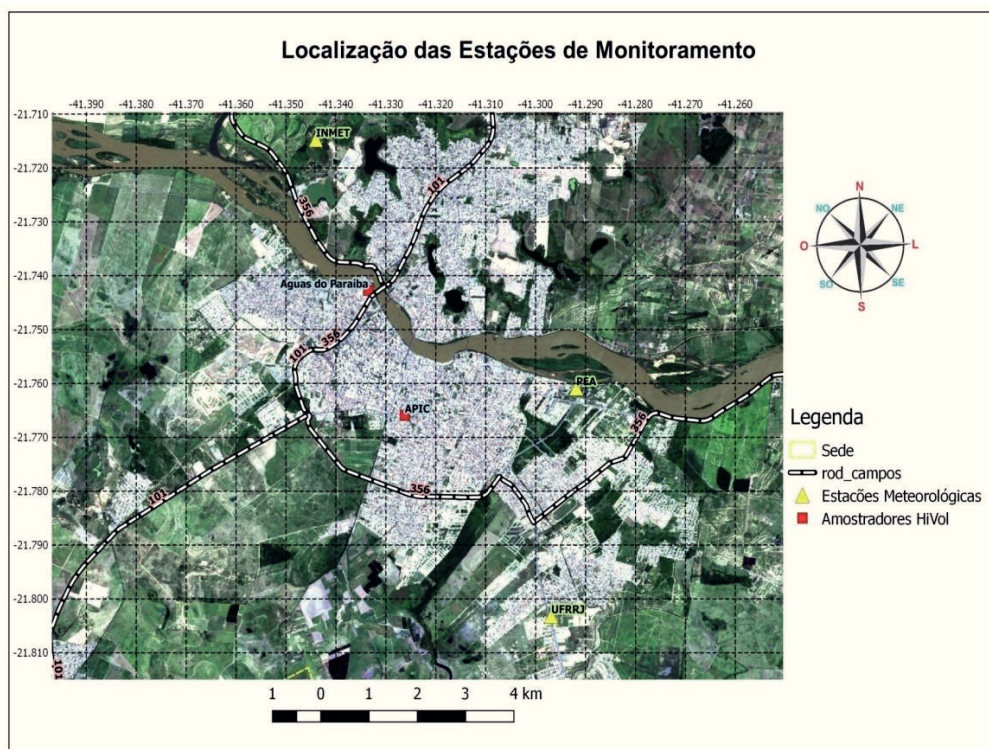 Localização das Estações de Monitoramento
-41.390 -41.380 -41.370 -41.360 -41.350 -41.340 -41.330 -41.320 -41.310 -41.300 -41.290 -41.280 -41.270 -41.260
-21.710
-21.720
-21.730
-21.740
-21.750
-21.760
-21.770
-21.780
-21.790
-21.800
-21.810
INMET
101
356
Águas do Paraíba
356
101
PEA
APIC
356
356
101
UFRRJ
101
N
NO NE
O L
SO SE
S
Legenda
Sede
rod_campos
Estacões Meteorológicas
Amostradores HiVol
1 0 1 2 3 4 km